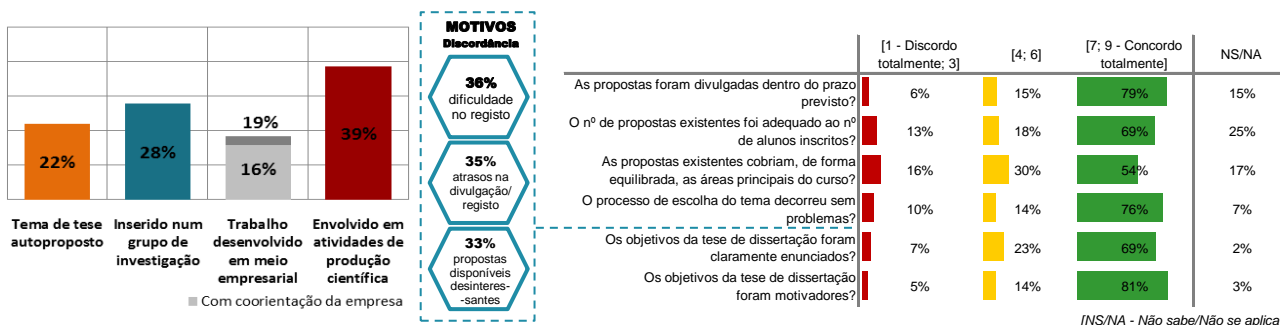 22%
28%
19%
16%
39%
Tema de tese
autoproposto
Inserido num
grupo de
investigação
Trabalho
desenvolvido
em meio
empresarial
Envolvido em
atividades de
produção
científica
Com coorientação da empresa
MOTIVOS
Discordância
36%
dificuldade
no registo
35%
atrasos na
divulgação/
registo
33%
propostas
disponíveis
desinteres-
-santes
[1 - Discordo
totalmente; 3]
[4; 6]
[7; 9 - Concordo
totalmente]
NS/NA
As propostas foram divulgadas dentro do prazo
previsto?
6% 15% 79% 15%
O nº de propostas existentes foi adequado ao nº
de alunos inscritos?
13% 18% 69% 25%
As propostas existentes cobriam, de forma
equilibrada, as áreas principais do curso?
16% 30% 54% 17%
O processo de escolha do tema decorreu sem
problemas?
10% 14% 76% 7%
Os objetivos da tese de dissertação foram
claramente enunciados?
7% 23% 69% 2%
Os objetivos da tese de dissertação
foram motivadores?
5% 14% 81% 3%
[NS/NA - Não sabe/Não se aplica